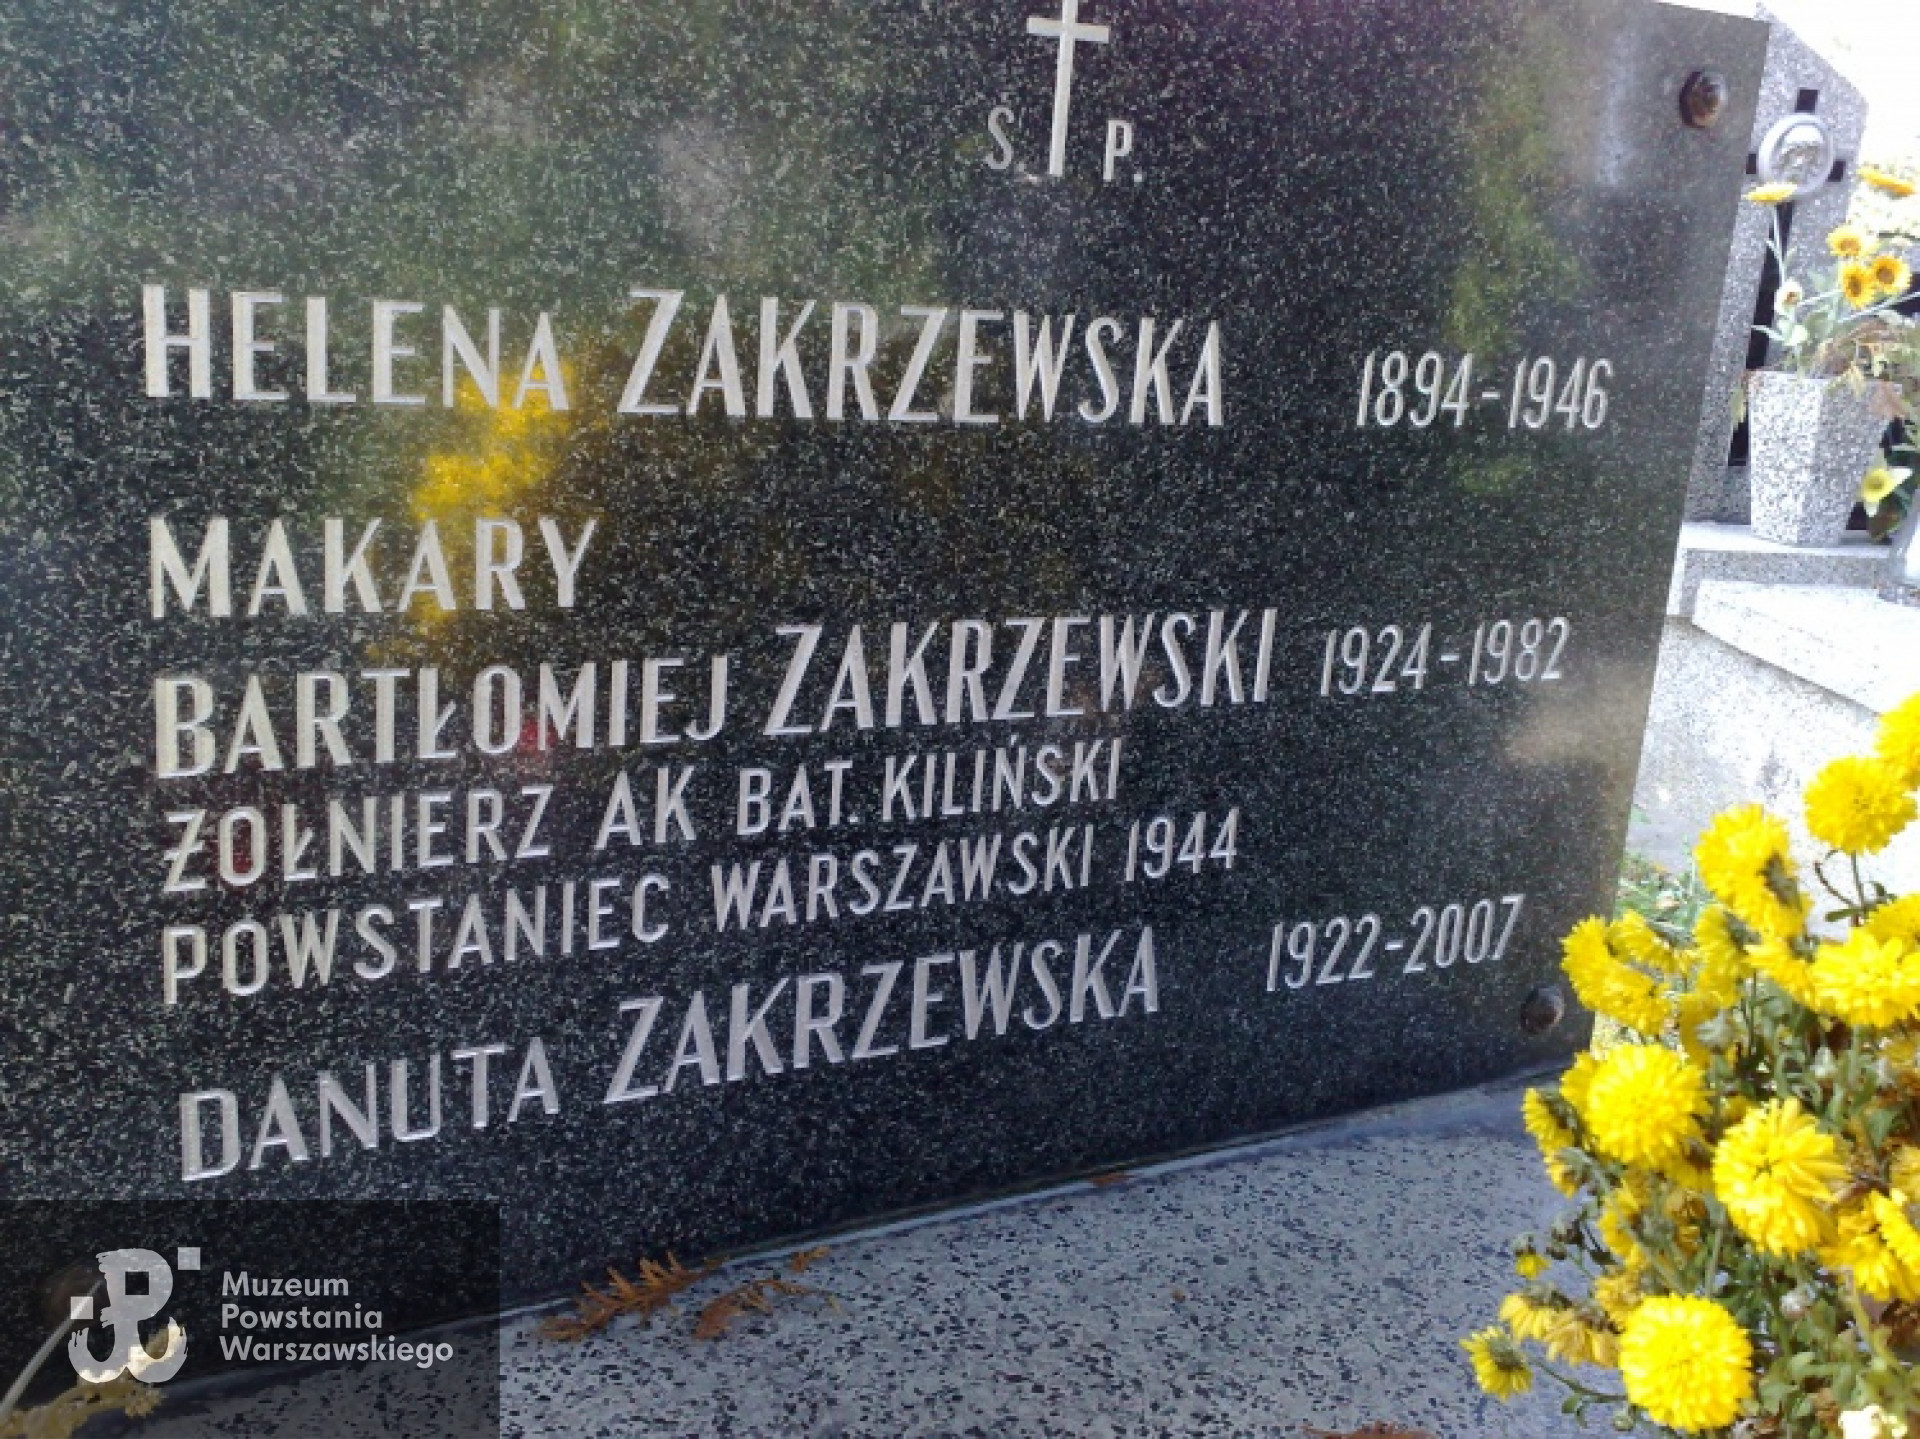 S. P.
HELENA ZAKRZEWSKA 1894-1946
MAKARY
BARTŁOMIEJ ZAKRZEWSKI 1924-1982
ŻOŁNIERZ AK BAT. KILIŃSKI
POWSTANIEC WARSZAWSKI 1944
DANUTA ZAKRZEWSKA 1922-2007
Muzeum
Powstania
Warszawskiego